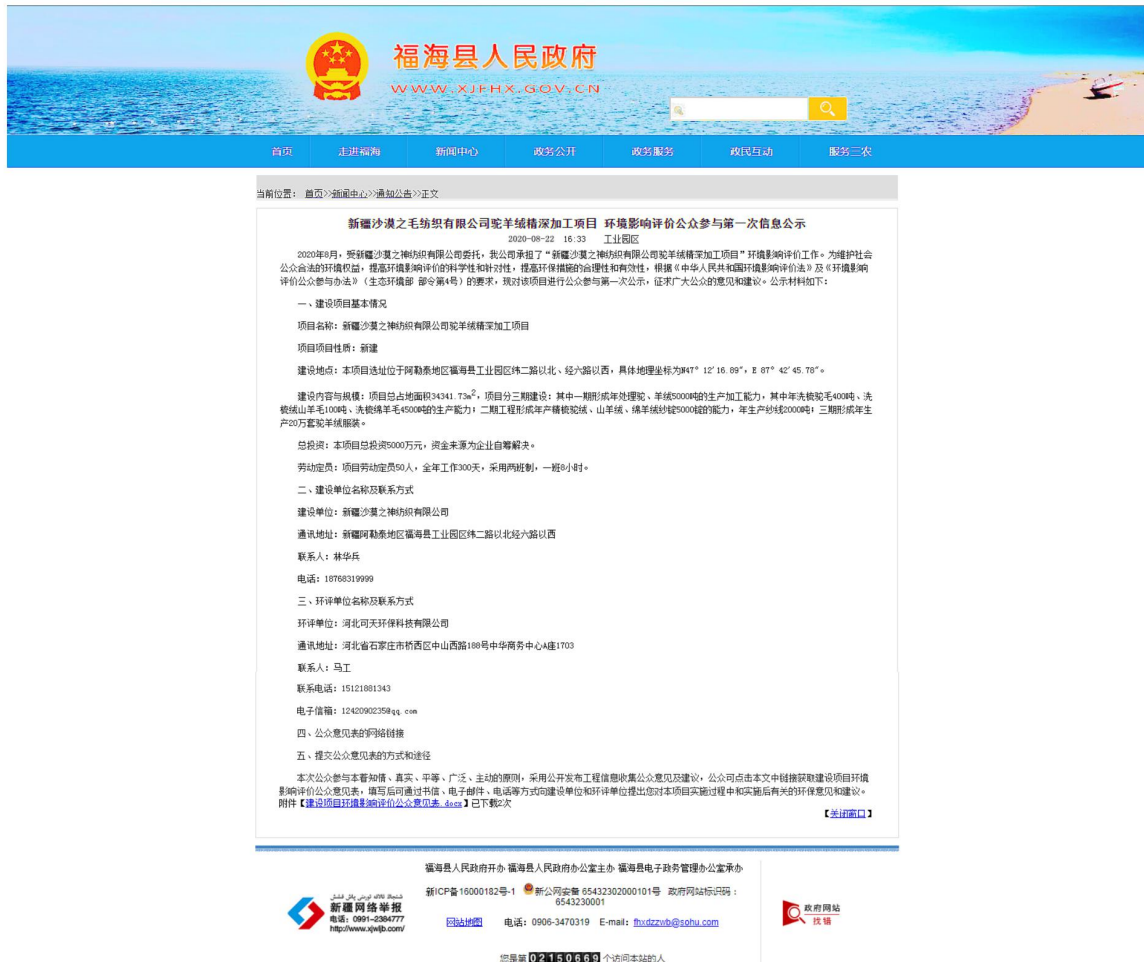 福海县人民政府
WWW.XJFHX.GOV.CN
首页 走进福海 新闻中心 政务公开 政务服务 政民互动 服务三农
当前位置： 首页>>新闻中心>>通知公告>>正文
新疆沙漠之毛纺织有限公司驼羊绒精深加工项目 环境影响评价公众参与第一次信息公示
2020-08-22 16:33 工业园区
2020年8月，受新疆沙漠之神纺织有限公司委托，我公司承担了“新疆沙漠之神纺织有限公司驼羊绒精深加工项目”环境影响评价工作。为维护社会
公众合法的环境权益，提高环境影响评价的科学性和针对性，提高环保措施的合理性和有效性，根据《中华人民共和国环境影响评价法》及《环境影响
评价公众参与办法》（生态环境部 部令第4号）的要求，现对该项目进行公众参与第一次公示，征求广大公众的意见和建议。公示材料如下：
一、建设项目基本情况
项目名称：新疆沙漠之神纺织有限公司驼羊绒精深加工项目
项目项目性质：新建
建设地点：本项目选址位于阿勒泰地区福海县工业园区纬二路以北、经六路以西，具体地理坐标为N47° 12′16.89″，E 87° 42′45.78″。
建设内容与规模：项目总占地面积34341.73m²，项目分三期建设：其中一期形成年处理驼、羊绒5000吨的生产加工能力，其中年洗梳驼毛400吨、洗
梳绒山羊毛100吨、洗梳绵羊毛4500吨的生产能力；二期工程形成年产精梳驼绒、山羊绒、绵羊绒纱锭5000锭的能力，年生产纱线2000吨；三期形成年生
产20万套驼羊绒服装。
总投资：本项目总投资5000万元，资金来源为企业自筹解决。
劳动定员：项目劳动定员50人，全年工作300天，采用两班制，一班8小时。
二、建设单位名称及联系方式
建设单位：新疆沙漠之神纺织有限公司
通讯地址：新疆阿勒泰地区福海县工业园区纬二路以北经六路以西
联系人：林华兵
电话：18768319999
三、环评单位名称及联系方式
环评单位：河北可天环保科技有限公司
通讯地址：河北省石家庄市桥西区中山西路188号中华商务中心A座1703
联系人：马工
联系电话：15121881343
电子信箱：1242090235@qq.com
四、公众意见表的网络链接
五、提交公众意见表的方式和途径
本次公众参与本着知情、真实、平等、广泛、主动的原则，采用公开发布工程信息收集公众意见及建议，公众可点击本文中链接获取建设项目环境
影响评价公众意见表，填写后可通过书信、电子邮件、电话等方式向建设单位和环评单位提出您对本项目实施过程中和实施后有关的环保意见和建议。
附件【建设项目环境影响评价公众意见表.docx】已下载2次
【关闭窗口】
福海县人民政府开办 福海县人民政府办公室主办 福海县电子政务管理办公室承办
新ICP备16000182号-1 新公网安备 65432302000101号 政府网站标识码：
6543230001
网站地图 电话：0906-3470319 E-mail：fhxdzzwb@sohu.com
新疆网络举报
电话：0991-2384777
http://www.xjwljb.com/
政府网站
找错
您是第 02150669 个访问本站的人